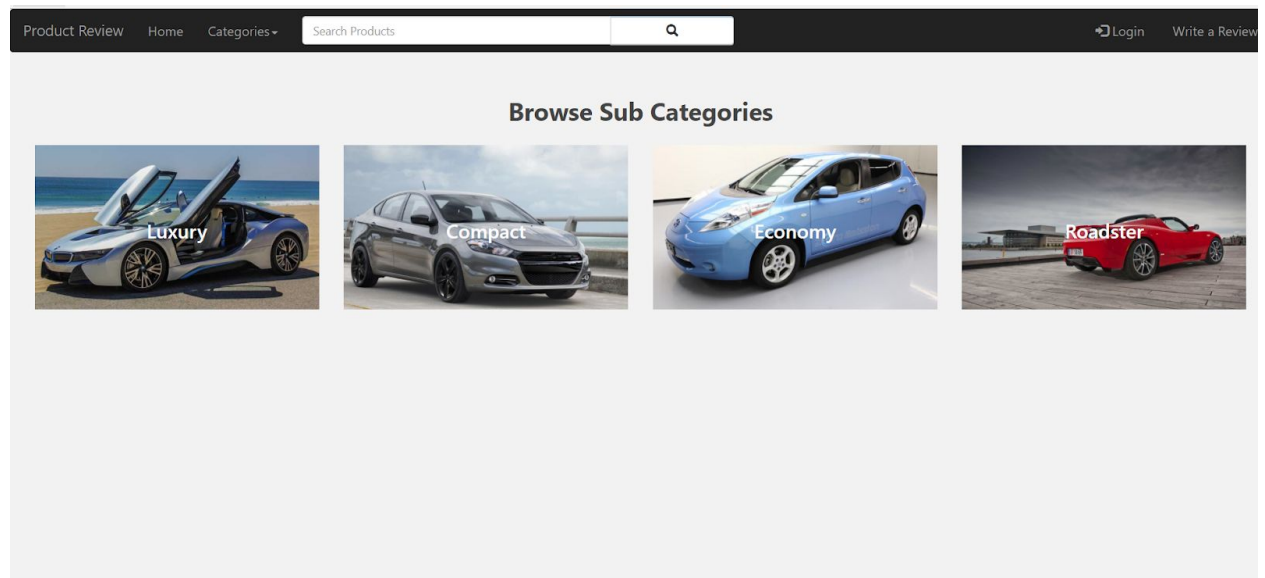 Product Review Home Categories Search Products Login Write a Review
Browse Sub Categories
Luxury Compact Economy Roadster